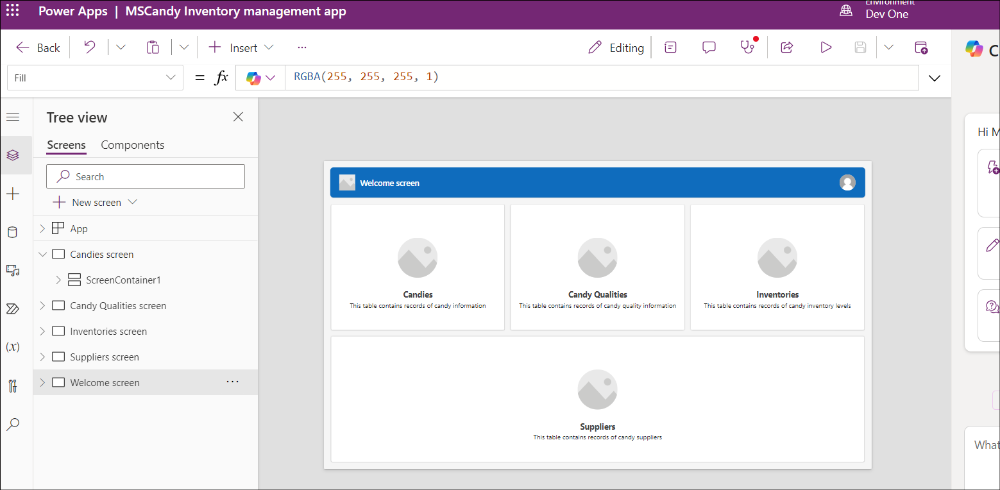 Power Apps | MSCandy Inventory management app
Environment
Dev One
Back
Insert
...
Editing
Fill
= fx
RGBA(255, 255, 255, 1)
Tree view
Screens Components
Search
New screen
App
Candies screen
ScreenContainer1
Candy Qualities screen
Inventories screen
Suppliers screen
Welcome screen
...
(x)
Welcome screen
Candies
This table contains records of candy information
Candy Qualities
This table contains records of candy quality information
Inventories
This table contains records of candy inventory levels
Suppliers
This table contains records of candy suppliers
C
Hi M
What